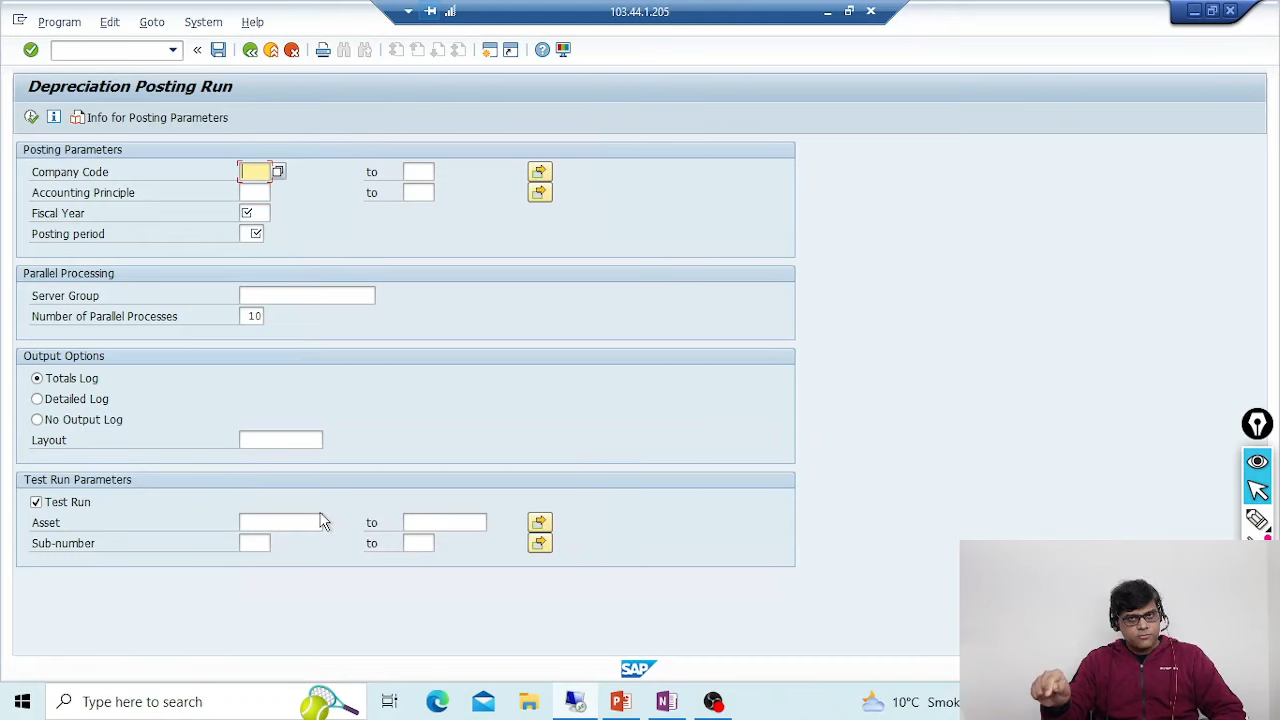 Program Edit Goto System Help
103.44.1.205
Depreciation Posting Run
Info for Posting Parameters
Posting Parameters
Company Code to
Accounting Principle to
Fiscal Year
Posting period
Parallel Processing
Server Group
Number of Parallel Processes 10
Output Options
Totals Log
Detailed Log
No Output Log
Layout
Test Run Parameters
Test Run
Asset to
Sub-number to
SAP
Type here to search
10°C Smok